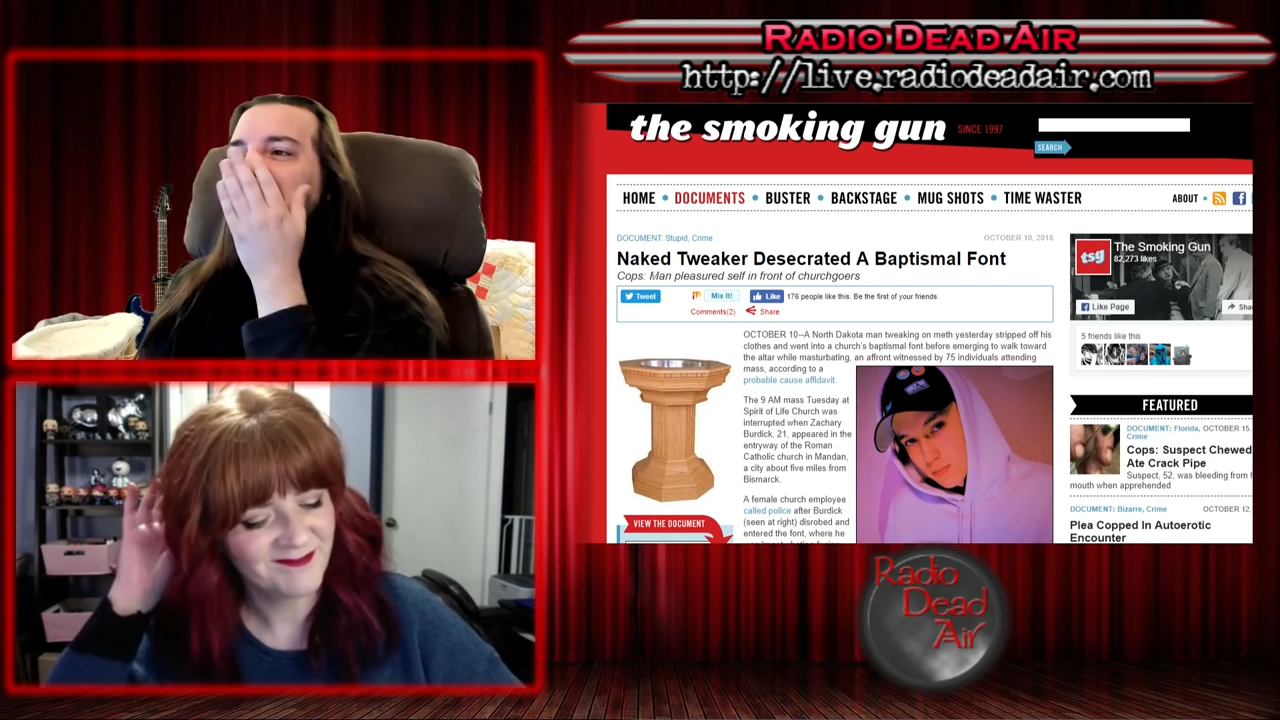 RADIO DEAD AIR
http://live.radiodeadair.com
the smoking gun
SINCE 1997
SEARCH
HOME • DOCUMENTS • BUSTER • BACKSTAGE • MUG SHOTS • TIME WASTER
ABOUT •
DOCUMENT: Stupid, Crime
OCTOBER 10, 2018
Naked Tweaker Desecrated A Baptismal Font
Cops: Man pleasured self in front of churchgoers
Tweet
Mix It!
Like
176 people like this. Be the first of your friends.
Comments(2)
Share
OCTOBER 10--A North Dakota man tweaking on meth yesterday stripped off his
clothes and went into a church's baptismal font before emerging to walk toward
the altar while masturbating, an affront witnessed by 75 individuals attending
mass, according to a
probable cause affidavit.
The 9 AM mass Tuesday at
Spirit of Life Church was
interrupted when Zachary
Burdick, 21, appeared in the
entryway of the Roman
Catholic church in Mandan,
a city about five miles from
Bismarck.
A female church employee
called police after Burdick
(seen at right) disrobed and
entered the font, where he
VIEW THE DOCUMENT
tsg
The Smoking Gun
82,273 likes
Like Page
Sha
5 friends like this
FEATURED
DOCUMENT: Florida, OCTOBER 15,
Crime
Cops: Suspect Chewed
Ate Crack Pipe
Suspect, 52, was bleeding from h
mouth when apprehended
DOCUMENT: Bizarre, Crime
OCTOBER 12,
Plea Copped In Autoerotic
Encounter
Radio
Dead
Air